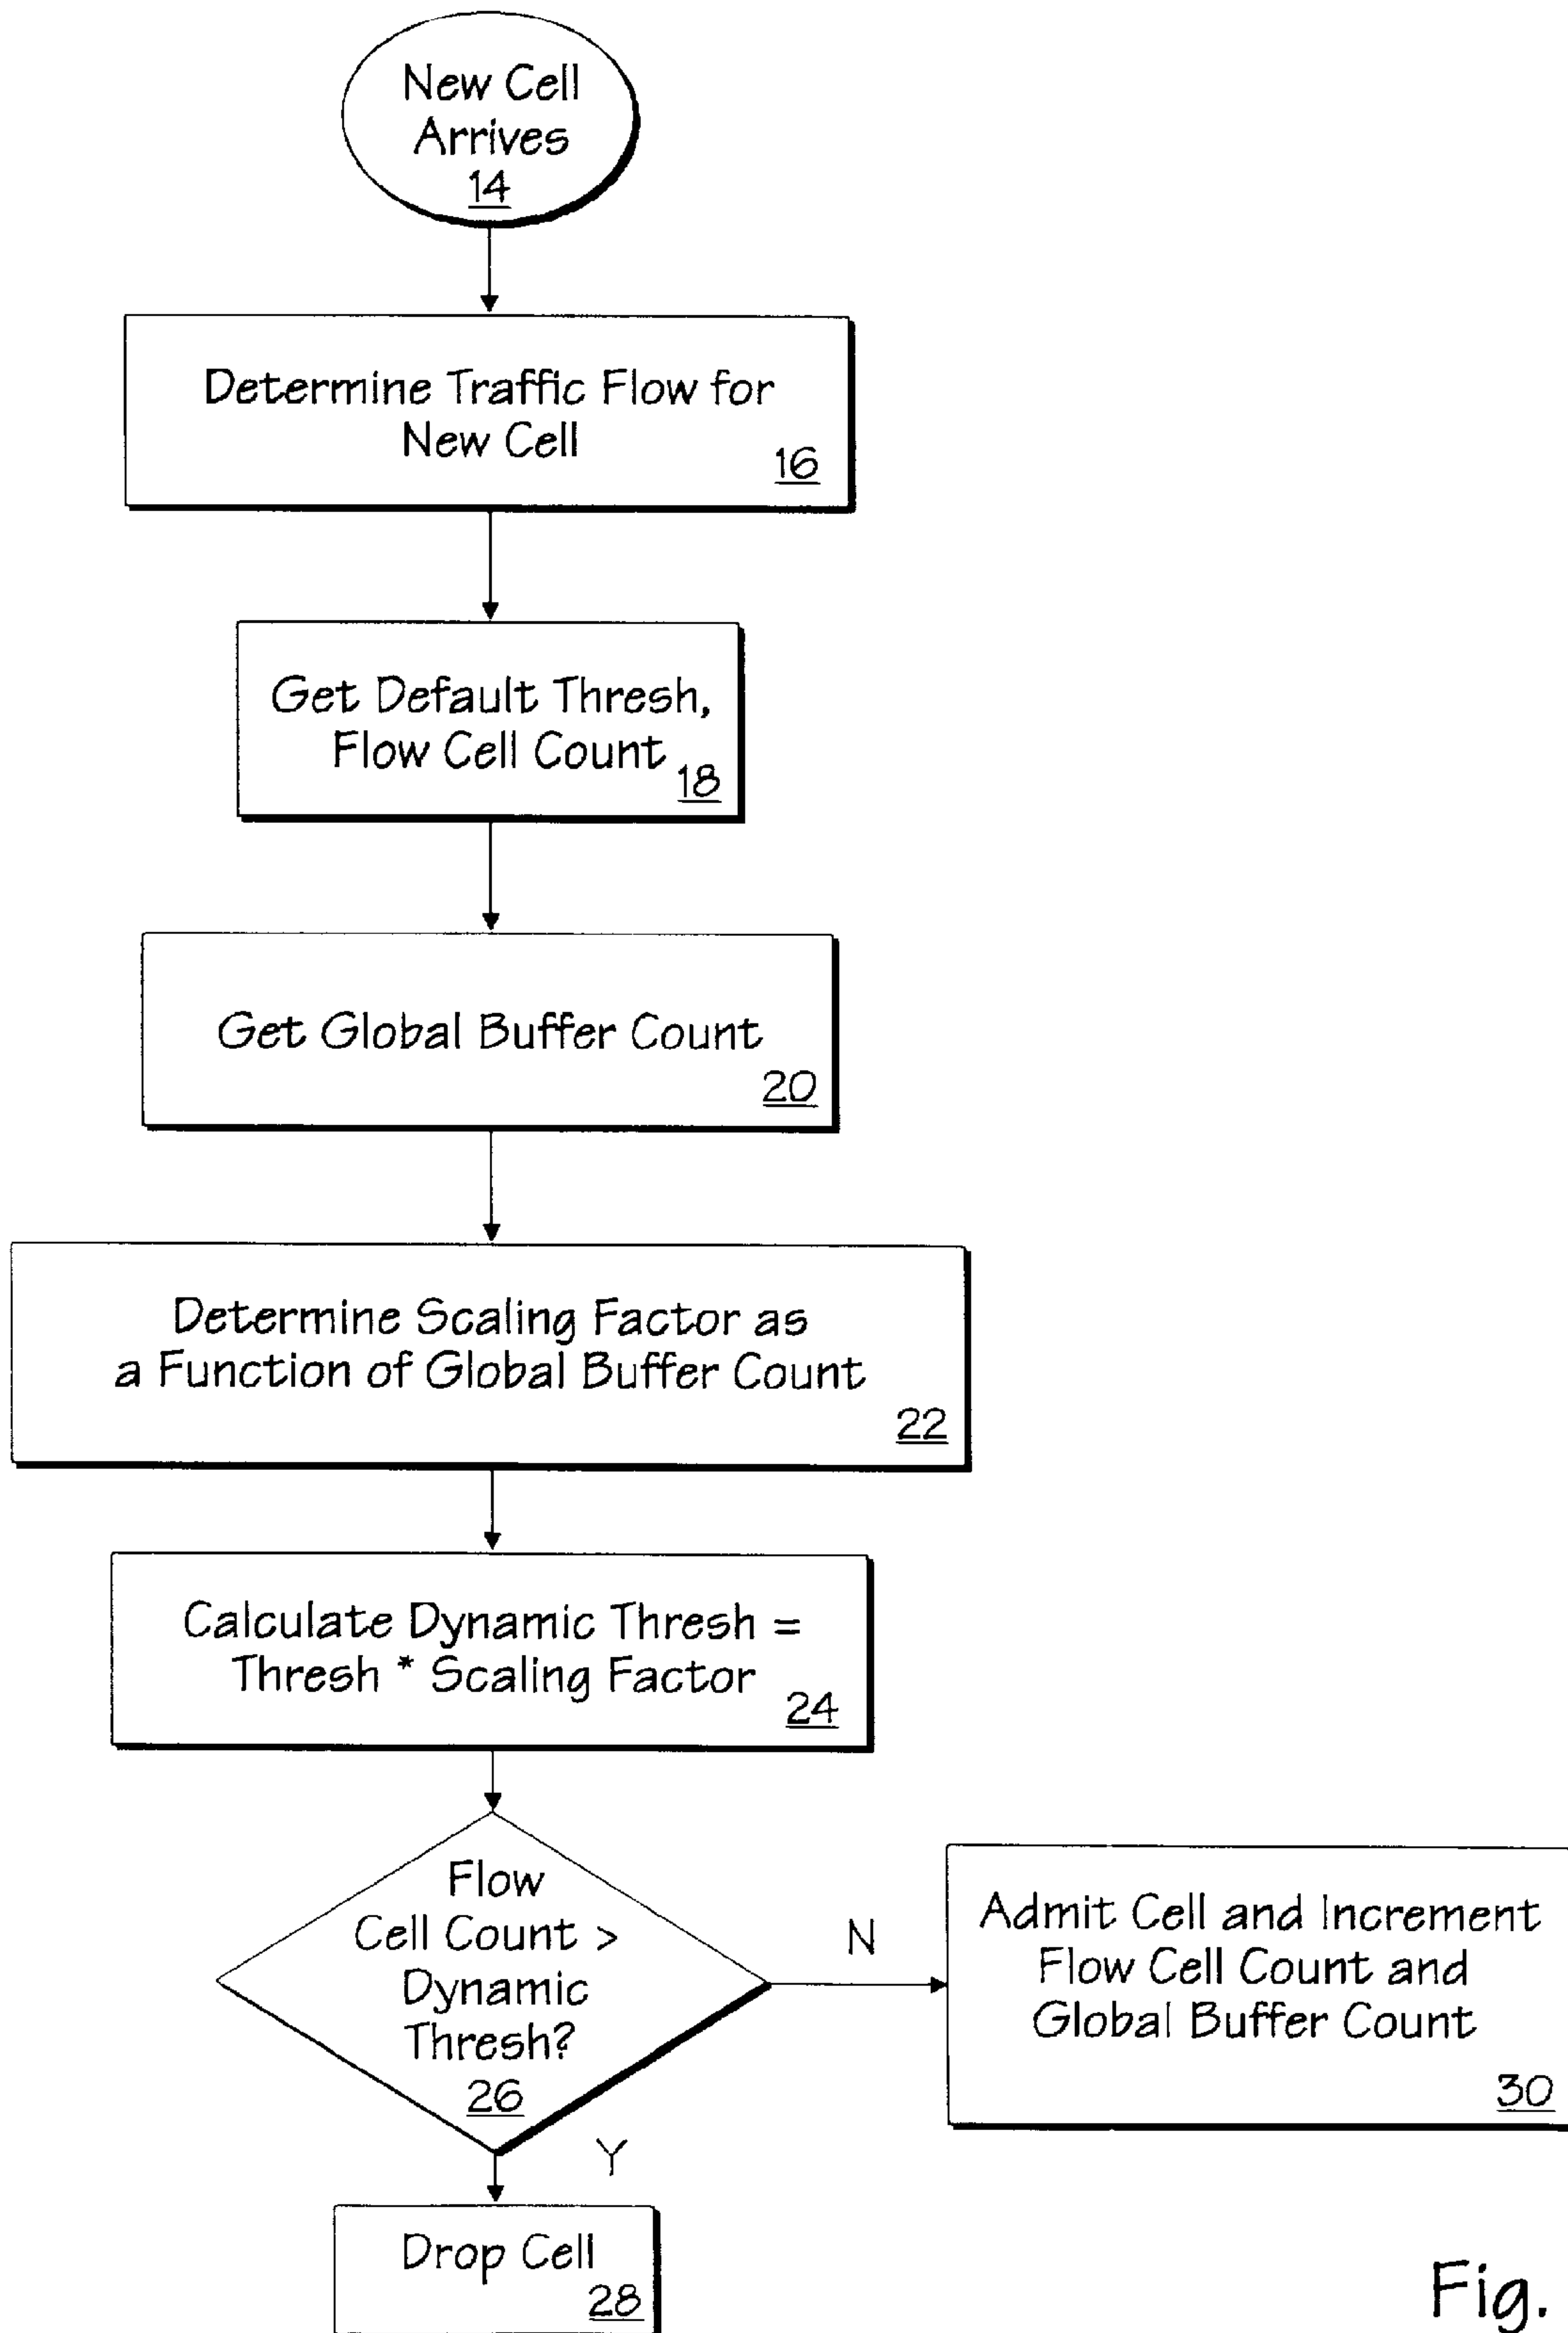 New Cell
Arrives
14
Determine Traffic Flow for
New Cell
16
Get Default Thresh,
Flow Cell Count
18
Get Global Buffer Count
20
Determine Scaling Factor as
a Function of Global Buffer Count
22
Calculate Dynamic Thresh =
Thresh * Scaling Factor
24
Flow
Cell Count >
Dynamic
Thresh?
26
N
Admit Cell and Increment
Flow Cell Count and
Global Buffer Count
30
Y
Drop Cell
28
Fig.